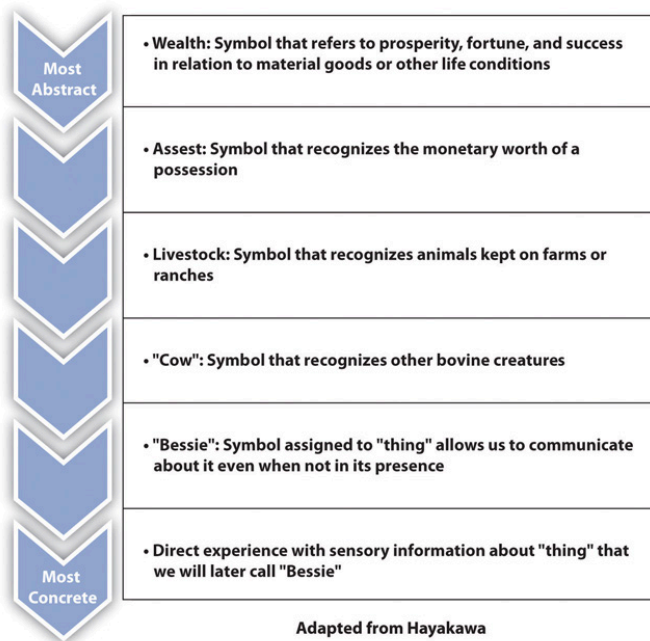 Most
Abstract
• Wealth: Symbol that refers to prosperity, fortune, and success
in relation to material goods or other life conditions
• Assest: Symbol that recognizes the monetary worth of a
possession
• Livestock: Symbol that recognizes animals kept on farms or
ranches
• "Cow": Symbol that recognizes other bovine creatures
• "Bessie": Symbol assigned to "thing" allows us to communicate
about it even when not in its presence
Most
Concrete
• Direct experience with sensory information about "thing" that
we will later call "Bessie"
Adapted from Hayakawa